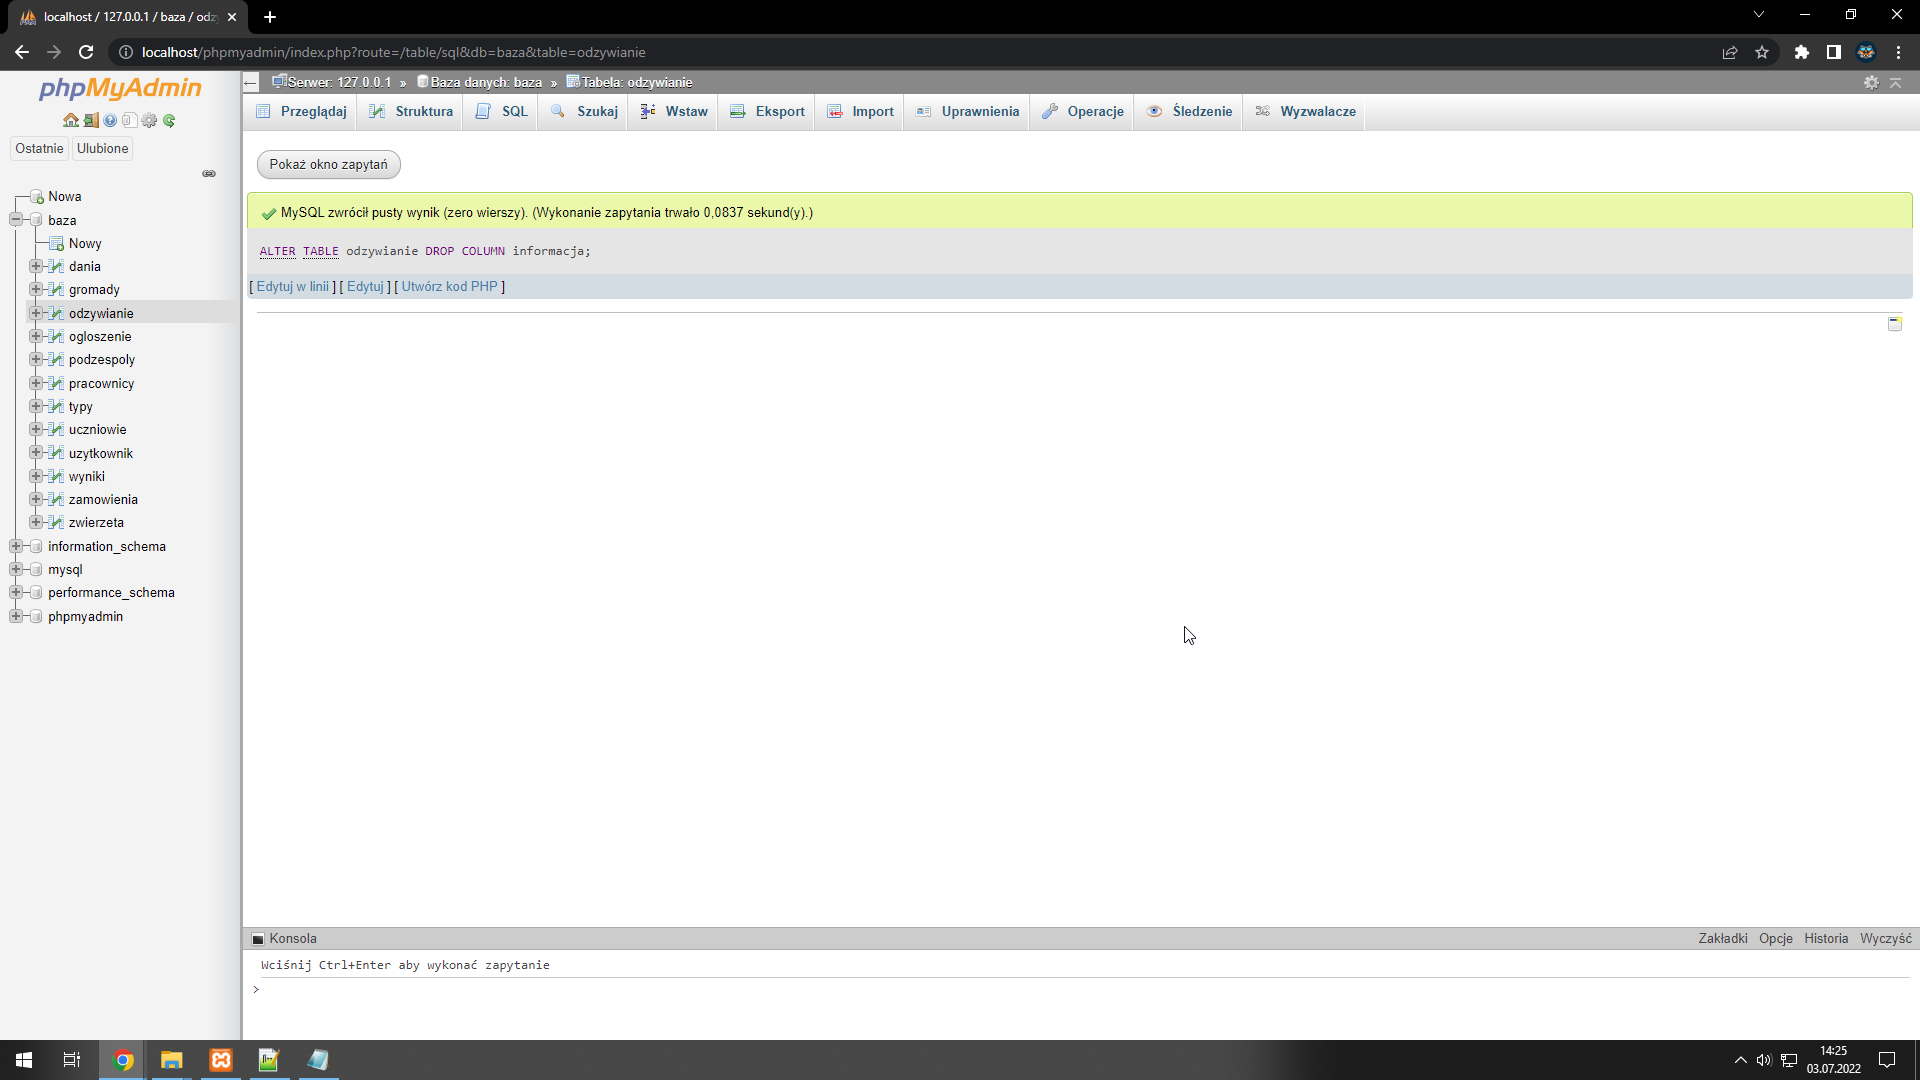 localhost / 127.0.0.1 / baza / odz
localhost/phpmyadmin/index.php?route=/table/sql&db=baza&table=odzywianie
phpMyAdmin
Ostatnie
Ulubione
Nowa
baza
Nowy
dania
gromady
odzywianie
ogloszenie
podzespoly
pracownicy
typy
uczniowie
uzytkownik
wyniki
zamowienia
zwierzeta
information_schema
mysql
performance_schema
phpmyadmin
Serwer: 127.0.0.1 » Baza danych: baza » Tabela: odzywianie
Przeglądaj Struktura SQL Szukaj Wstaw Eksport Import Uprawnienia Operacje Śledzenie Wyzwalacze
Pokaż okno zapytań
MySQL zwrócił pusty wynik (zero wierszy). (Wykonanie zapytania trwało 0,0837 sekund(y).)
ALTER TABLE odzywianie DROP COLUMN informacja;
[ Edytuj w linii ] [ Edytuj ] [ Utwórz kod PHP ]
Konsola
Zakładki Opcje Historia Wyczyść
Wciśnij Ctrl+Enter aby wykonać zapytanie
>
14:25
03.07.2022